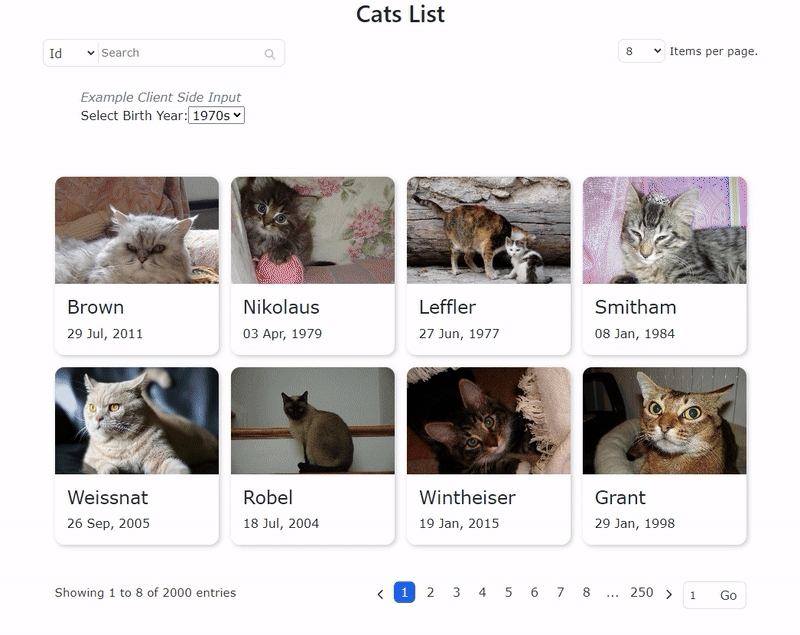 Cats List
Id Search 8 Items per page.
Example Client Side Input
Select Birth Year: 1970s
Brown Nikolaus Leffler Smitham
29 Jul, 2011 03 Apr, 1979 27 Jun, 1977 08 Jan, 1984
Weissnat Robel Wintheiser Grant
26 Sep, 2005 18 Jul, 2004 19 Jan, 2015 29 Jan, 1998
Showing 1 to 8 of 2000 entries < 1 2 3 4 5 6 7 8 ... 250 > 1 Go